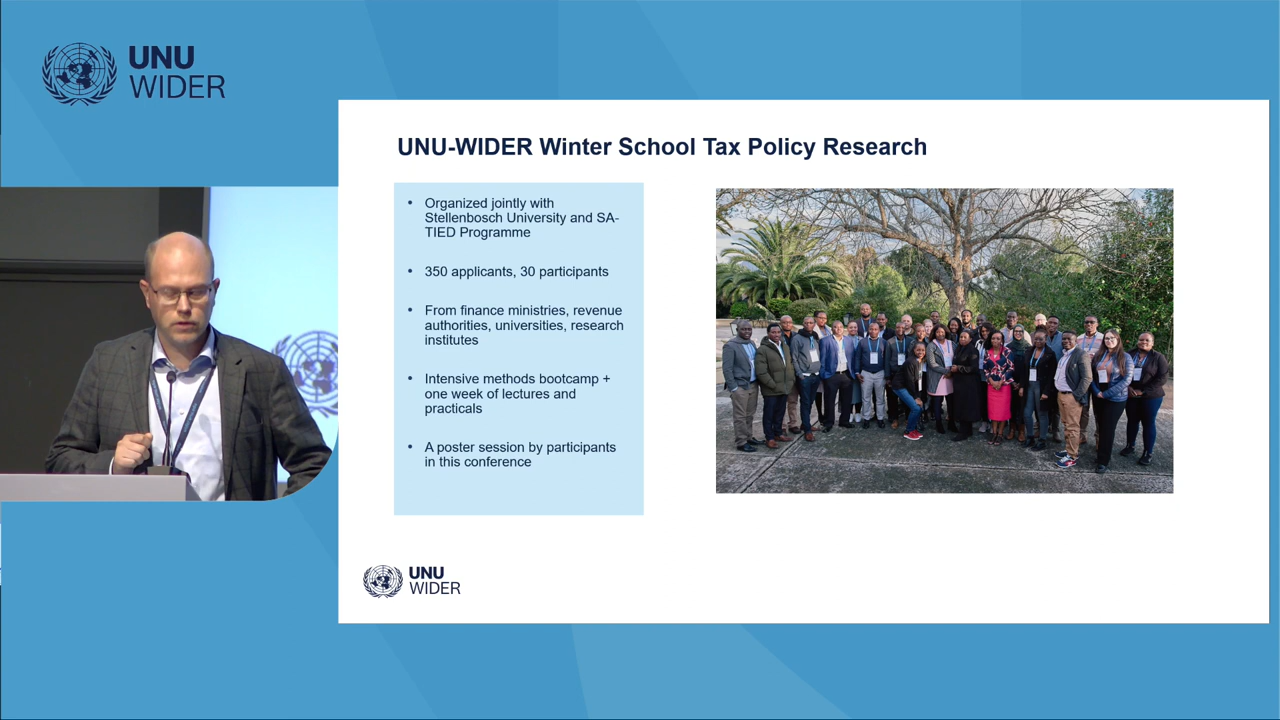 UNU
WIDER
UNU-WIDER Winter School Tax Policy Research
• Organized jointly with
Stellenbosch University and SA-
TIED Programme
• 350 applicants, 30 participants
• From finance ministries, revenue
authorities, universities, research
institutes
• Intensive methods bootcamp +
one week of lectures and
practicals
• A poster session by participants
in this conference
UNU
WIDER